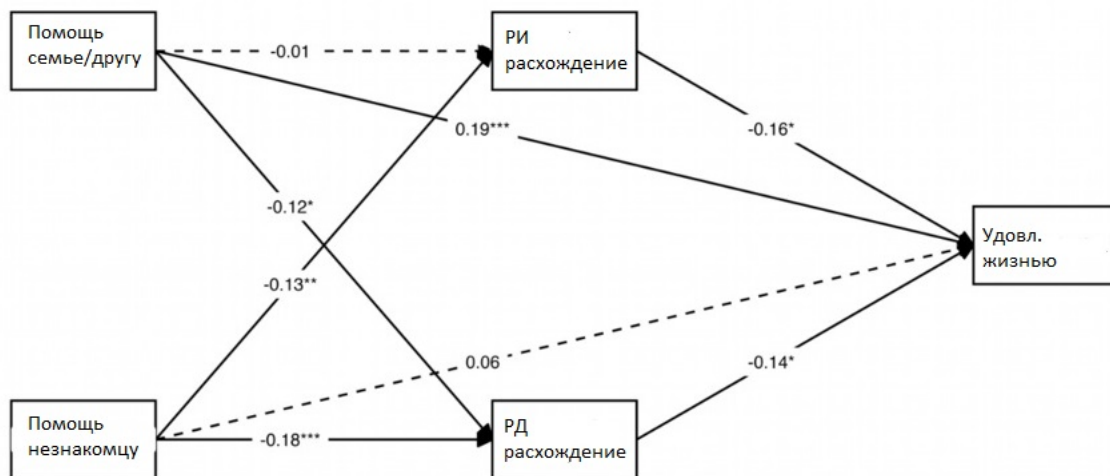 Помощь
семье/другу
-0.01
РИ
расхождение
0.19***
-0.16*
-0.12*
Удовл.
жизнью
-0.13**
0.06
-0.14*
Помощь
незнакомцу
-0.18***
РД
расхождение